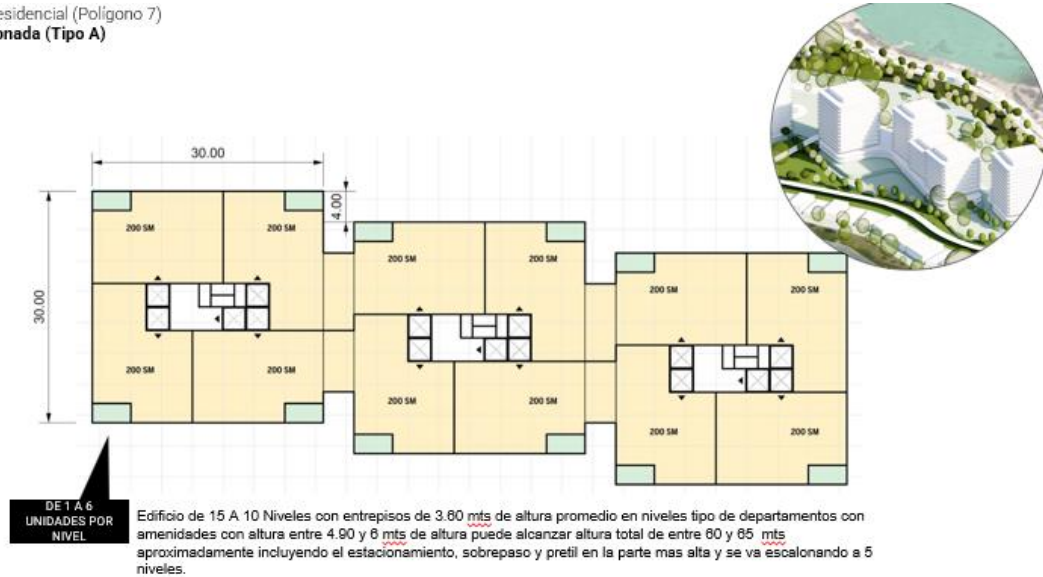 esidencial (Polígono 7)
onada (Tipo A)
30.00
4.00
30.00
200 SM
200 SM
200 SM
200 SM
200 SM
200 SM
200 SM
200 SM
200 SM
200 SM
200 SM
200 SM
DE 1 A 6
UNIDADES POR
NIVEL
Edificio de 15 A 10 Niveles con entrepisos de 3.60 mts de altura promedio en niveles tipo de departamentos con
amenidades con altura entre 4.90 y 6 mts de altura puede alcanzar altura total de entre 60 y 65 mts
aproximadamente incluyendo el estacionamiento, sobrepaso y pretil en la parte mas alta y se va escalonando a 5
niveles.